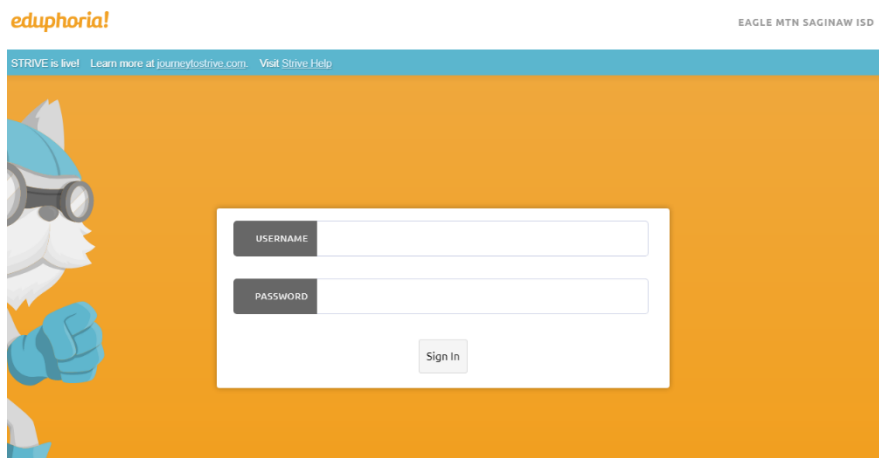 eduphoria!
EAGLE MTN SAGINAW ISD
STRIVE is live! Learn more at journeytostrive.com. Visit Strive Help
USERNAME
PASSWORD
Sign In